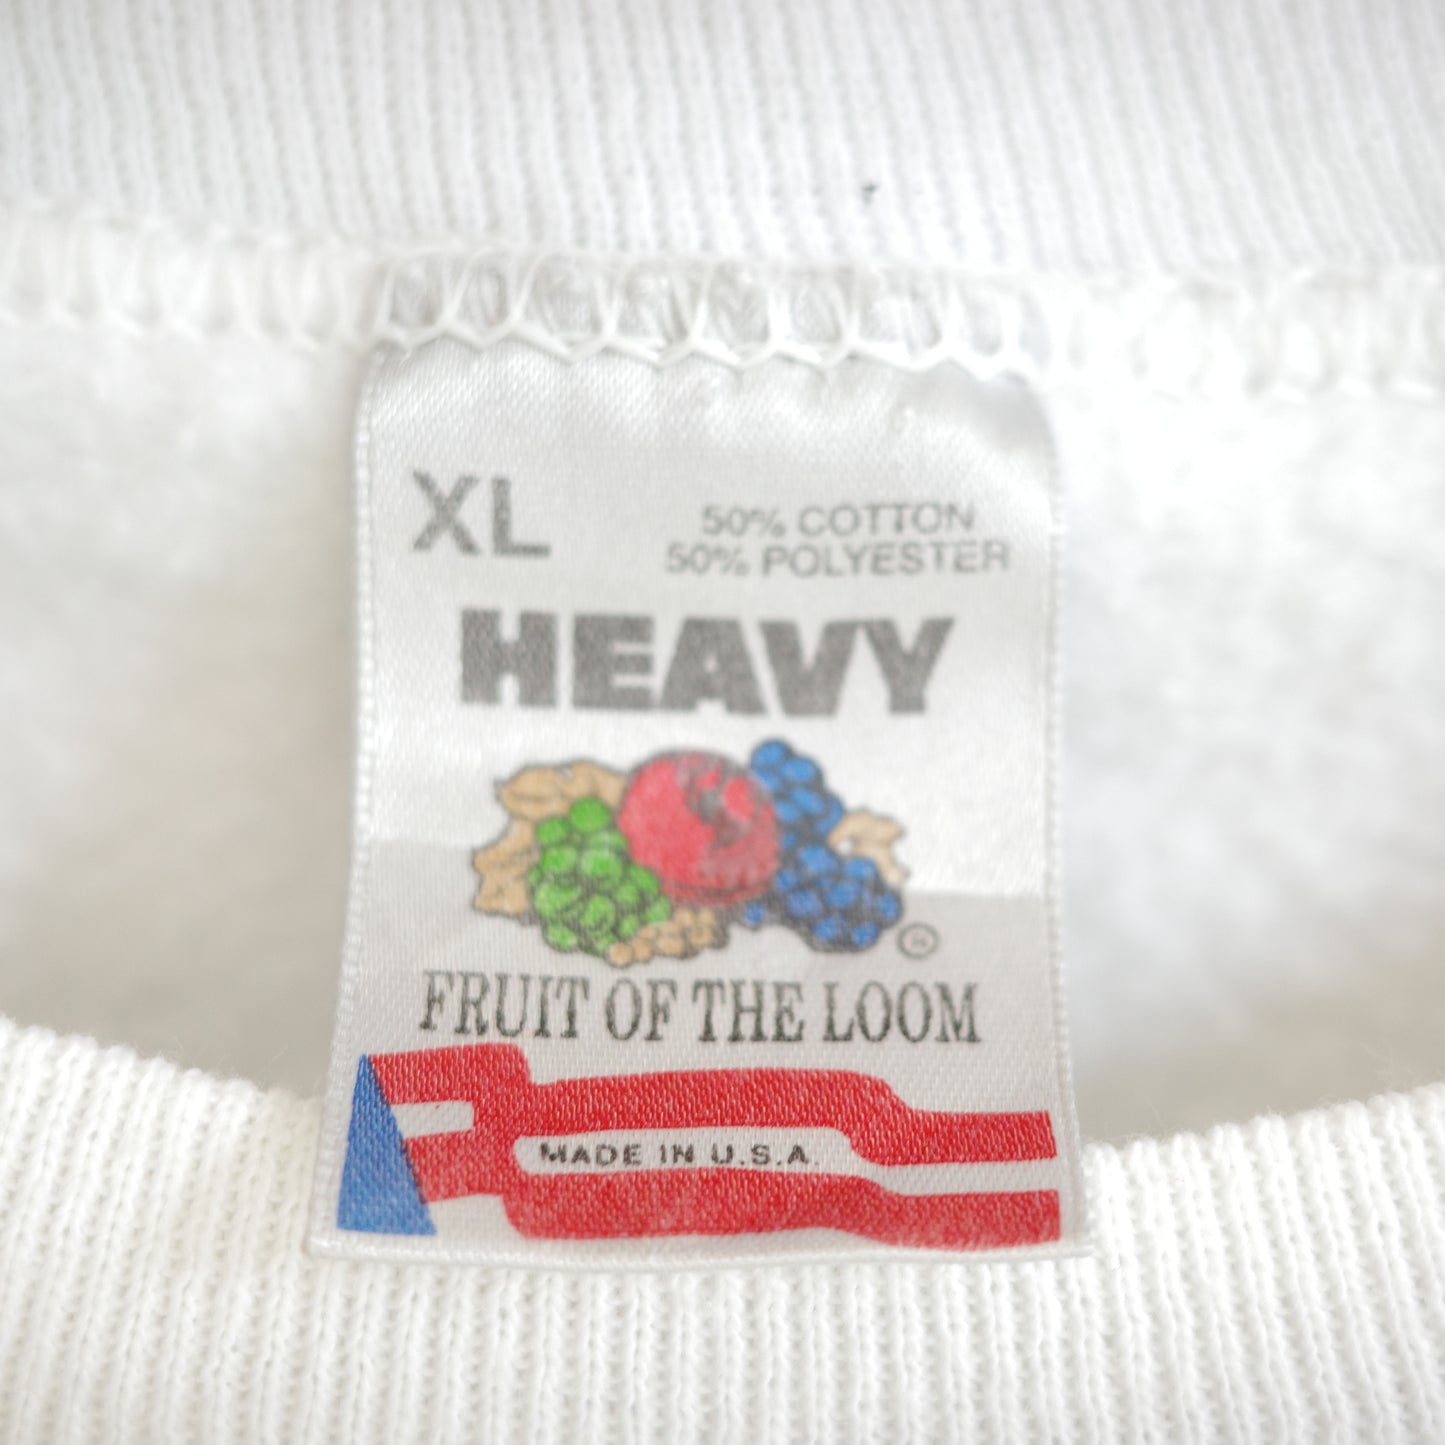 XL
50% COTTON
50% POLYESTER
HEAVY
FRUIT OF THE LOOM
MADE IN U.S.A.